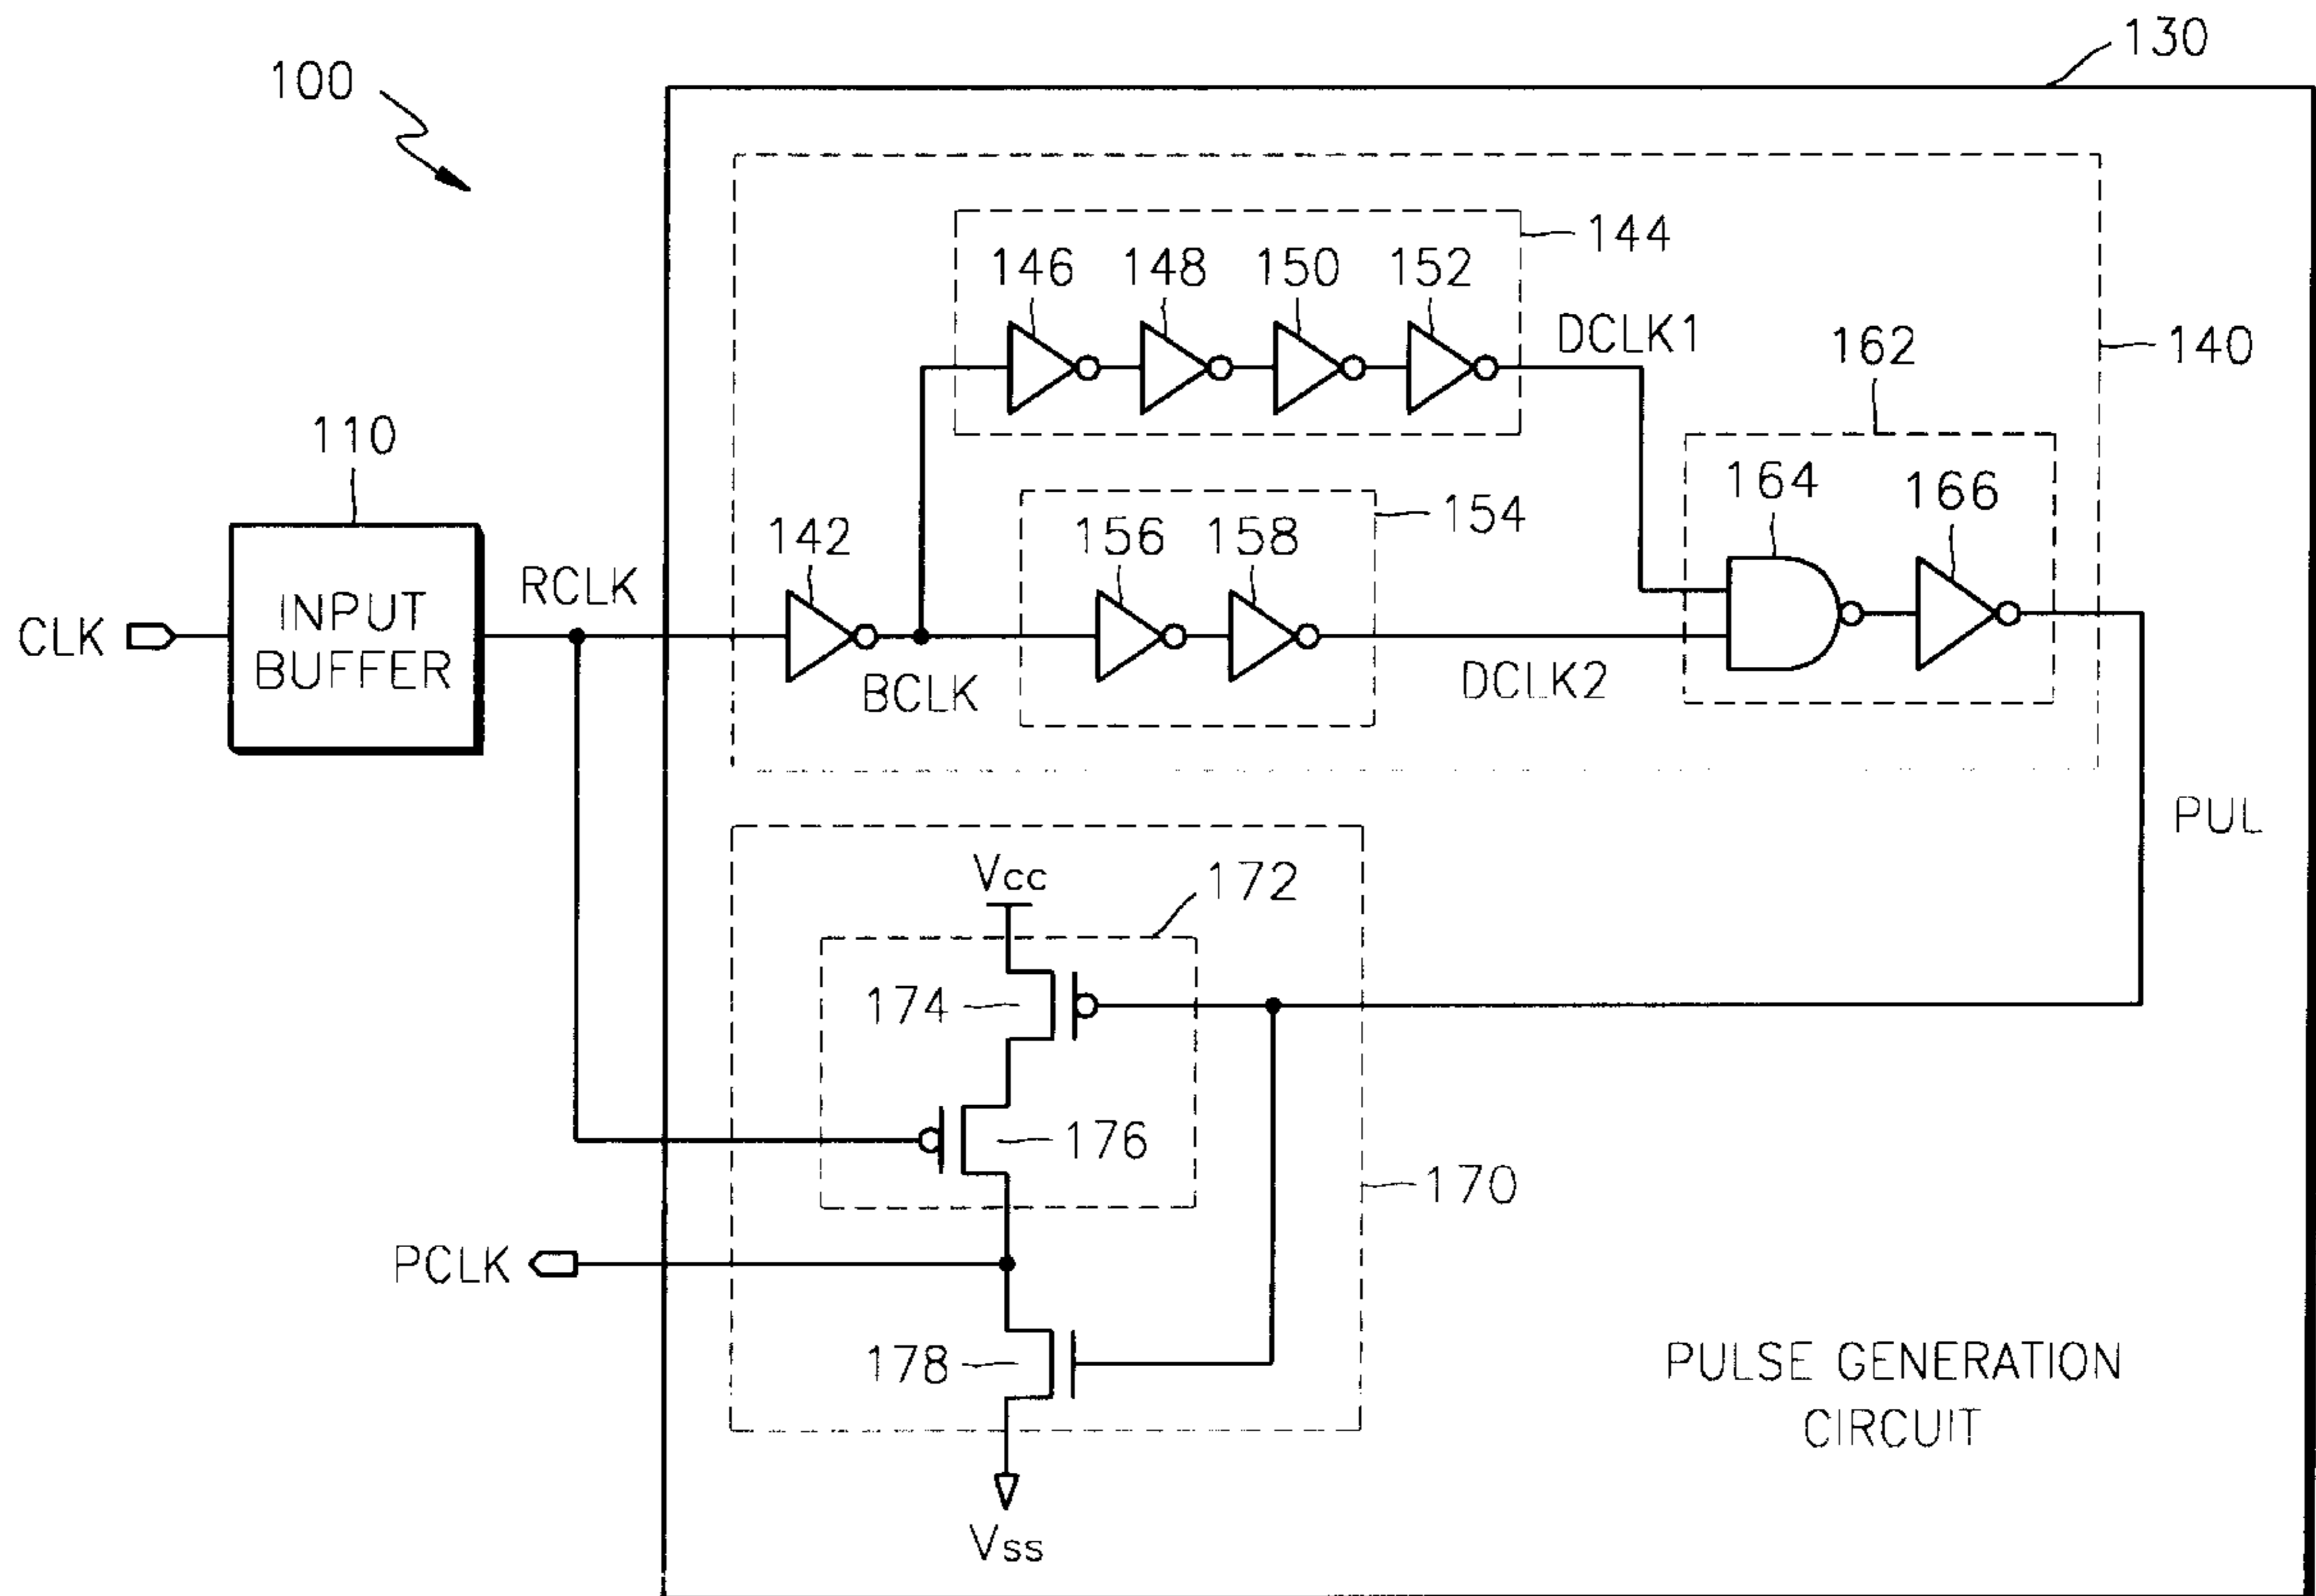 130
100
144
146 148 150 152
DCLK1
162
140
110
164
166
142
156 158
154
RCLK
CLK
INPUT
BUFFER
BCLK
DCLK2
PUL
Vcc
172
174
176
170
PCLK
178
PULSE GENERATION
CIRCUIT
Vss